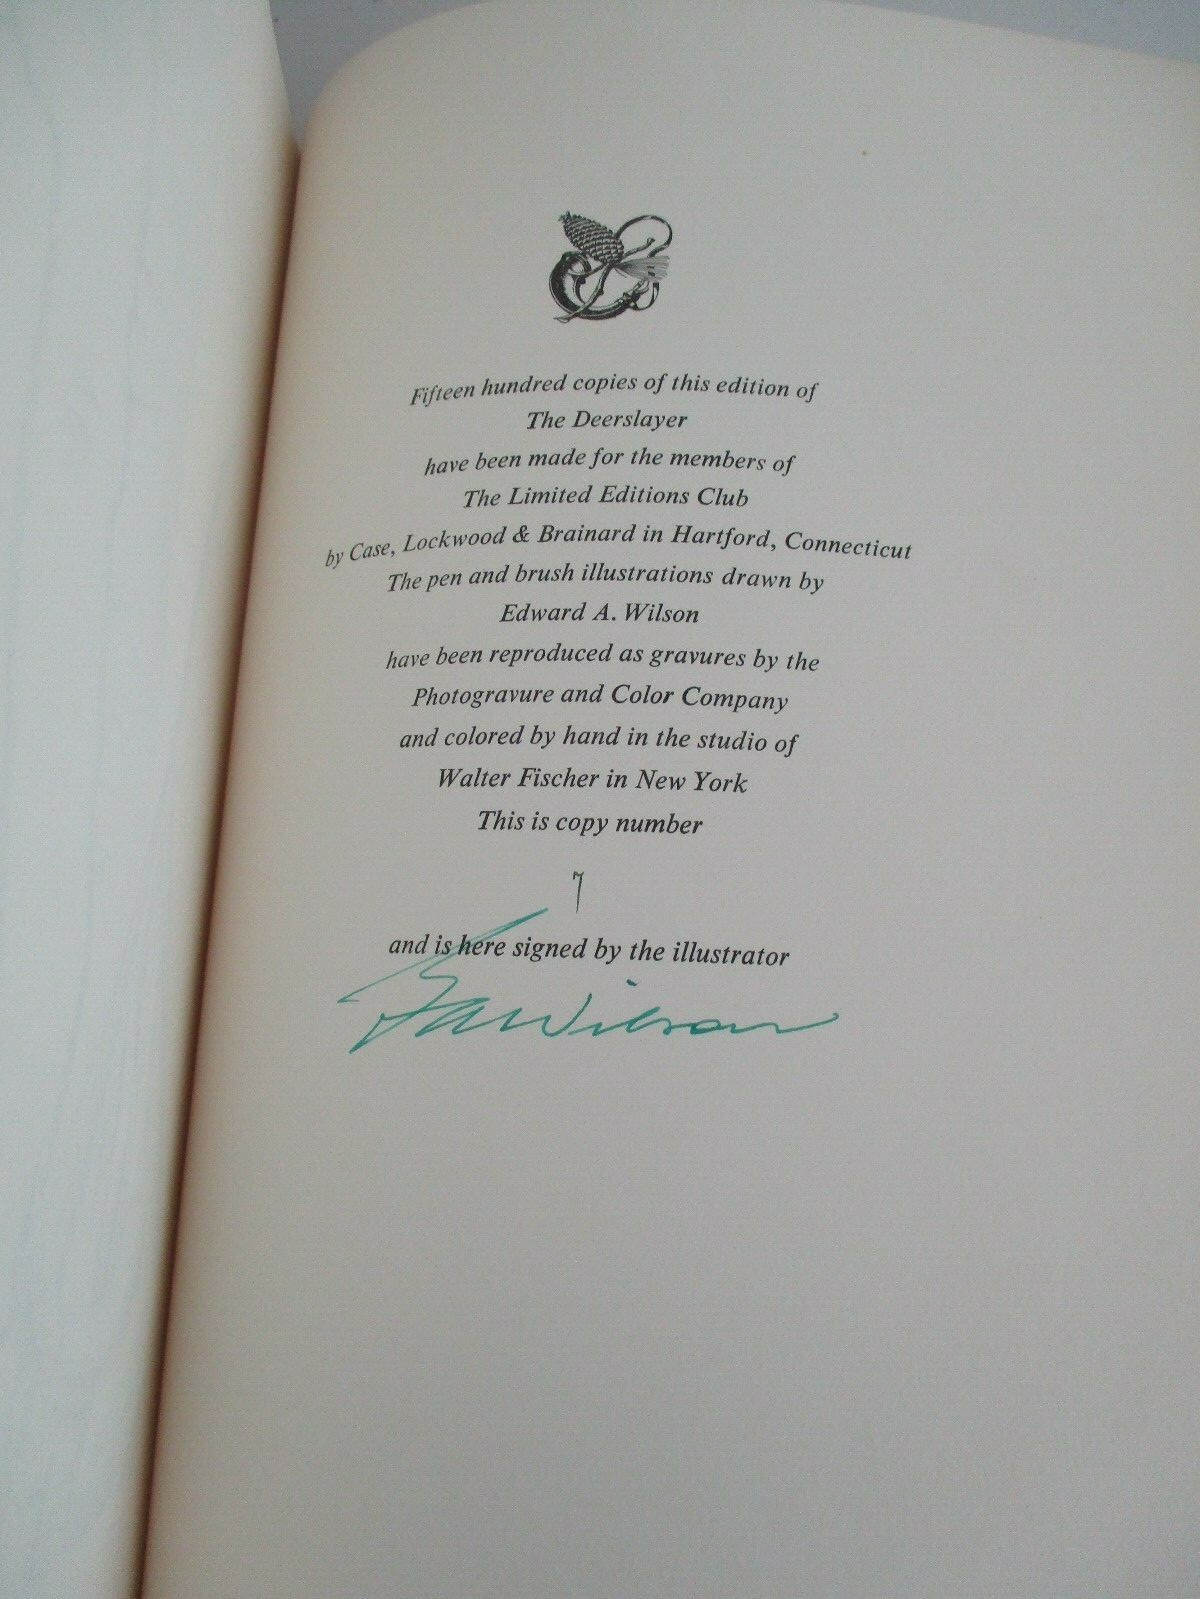 Fifteen hundred copies of this edition of
The Deerslayer
have been made for the members of
The Limited Editions Club
by Case, Lockwood & Brainard in Hartford, Connecticut
The pen and brush illustrations drawn by
Edward A. Wilson
have been reproduced as gravures by the
Photogravure and Color Company
and colored by hand in the studio of
Walter Fischer in New York
This is copy number
7
and is here signed by the illustrator
E A Wilson